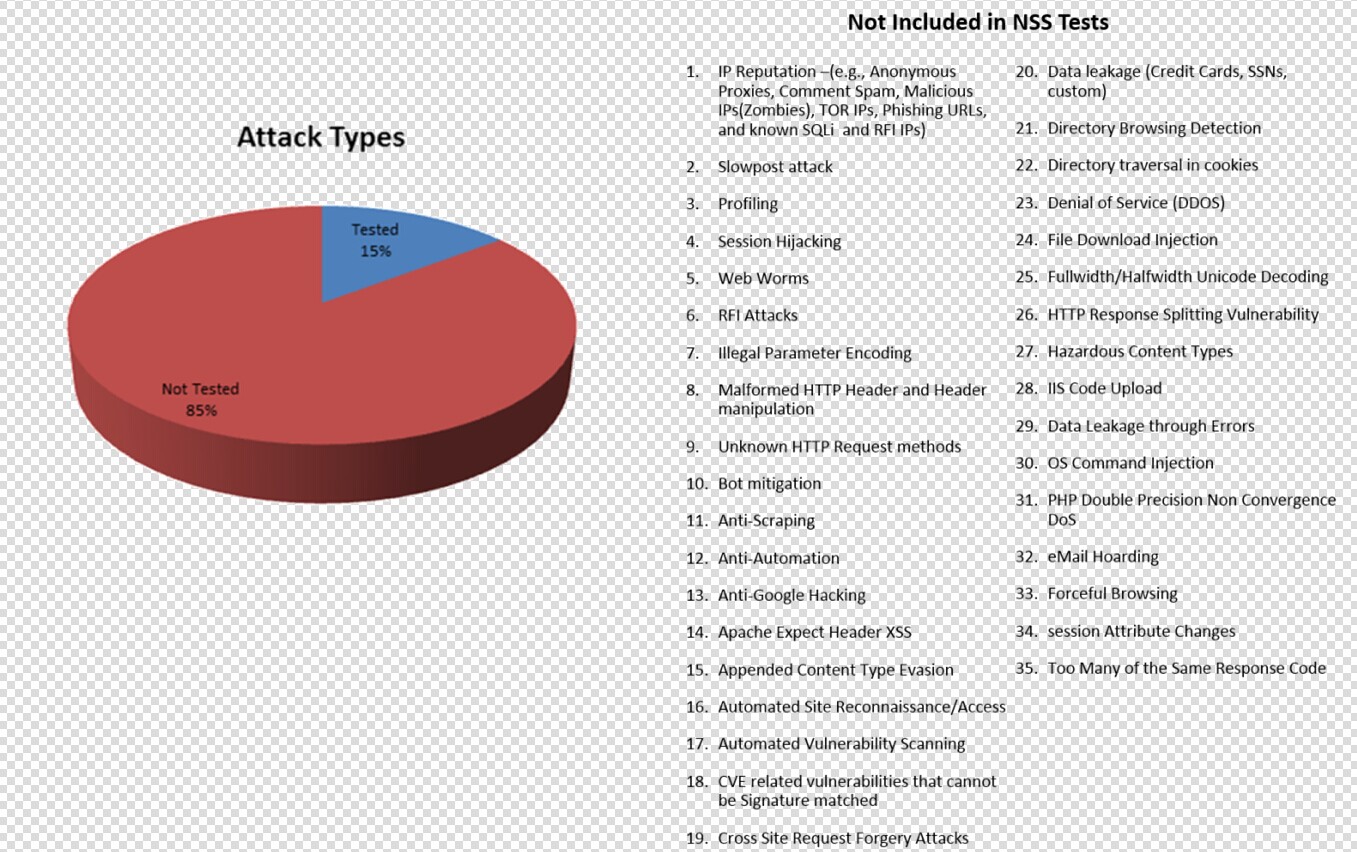 Attack Types
Tested
15%
Not Tested
85%
Not Included in NSS Tests
1. IP Reputation –(e.g., Anonymous
Proxies, Comment Spam, Malicious
IPs(Zombies), TOR IPs, Phishing URLs,
and known SQLi and RFI IPs)
2. Slowpost attack
3. Profiling
4. Session Hijacking
5. Web Worms
6. RFI Attacks
7. Illegal Parameter Encoding
8. Malformed HTTP Header and Header
manipulation
9. Unknown HTTP Request methods
10. Bot mitigation
11. Anti-Scraping
12. Anti-Automation
13. Anti-Google Hacking
14. Apache Expect Header XSS
15. Appended Content Type Evasion
16. Automated Site Reconnaissance/Access
17. Automated Vulnerability Scanning
18. CVE related vulnerabilities that cannot
be Signature matched
19. Cross Site Request Forgery Attacks
20. Data leakage (Credit Cards, SSNs,
custom)
21. Directory Browsing Detection
22. Directory traversal in cookies
23. Denial of Service (DDOS)
24. File Download Injection
25. Fullwidth/Halfwidth Unicode Decoding
26. HTTP Response Splitting Vulnerability
27. Hazardous Content Types
28. IIS Code Upload
29. Data Leakage through Errors
30. OS Command Injection
31. PHP Double Precision Non Convergence
DoS
32. eMail Hoarding
33. Forceful Browsing
34. session Attribute Changes
35. Too Many of the Same Response Code